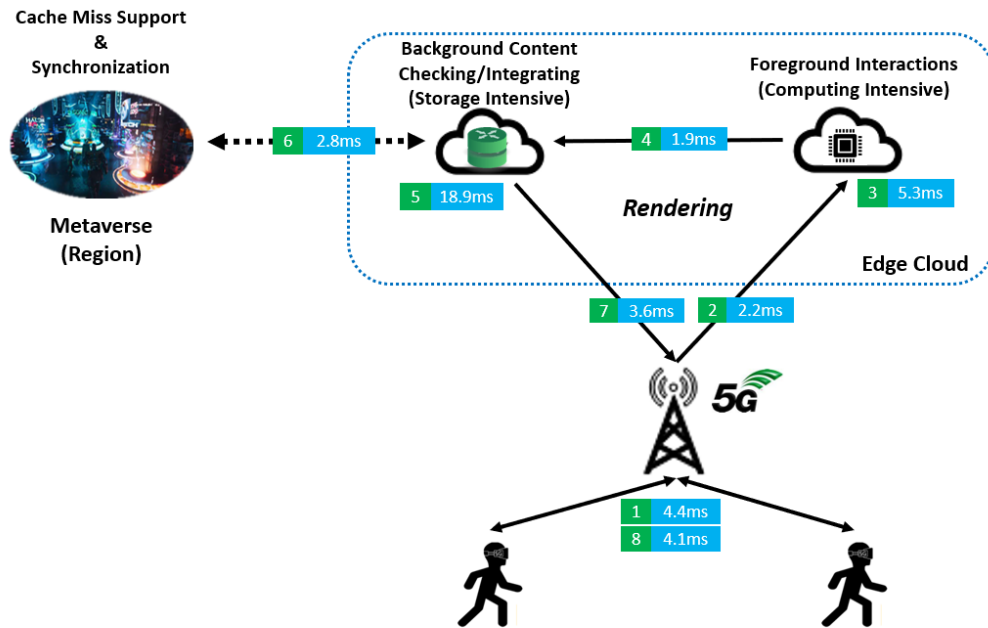 Cache Miss Support
&
Synchronization
Metaverse
(Region)
6 2.8ms
Background Content
Checking/Integrating
(Storage Intensive)
5 18.9ms
4 1.9ms
Foreground Interactions
(Computing Intensive)
3 5.3ms
Rendering
Edge Cloud
7 3.6ms
2 2.2ms
5G
1 4.4ms
8 4.1ms